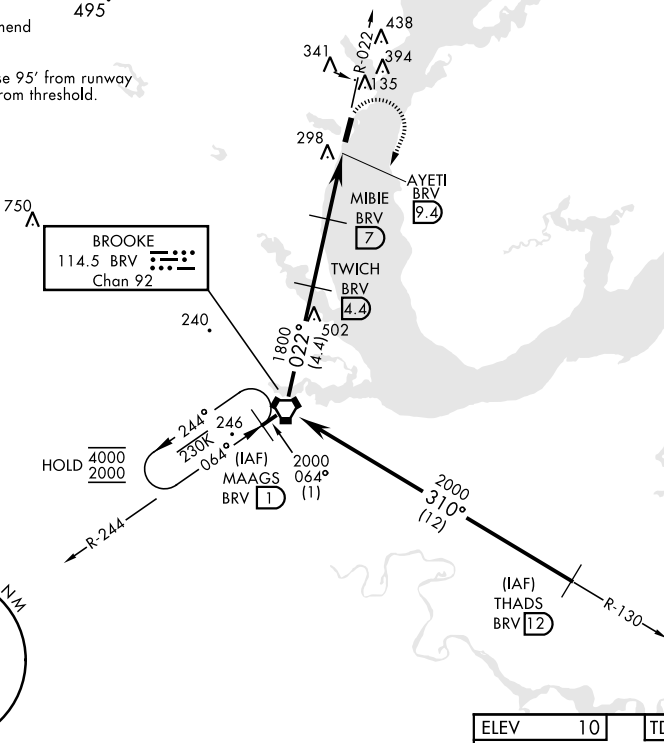 495
nend
se 95' from runway
rom threshold.
438
R-022
341
394
135
298
AYETI
BRV
9.4
MIBIE
BRV
7
750
BROOKE
114.5 BRV
Chan 92
TWICH
BRV
4.4
240
502
1800
022°
(4.4)
244°
230K
064°
246
HOLD 4000
2000
(IAF)
MAAGS
BRV 1
2000
064°
(1)
R-244
2000
310°
(12)
(IAF)
THADS
BRV 12
R-130
NM
ELEV 10
TD